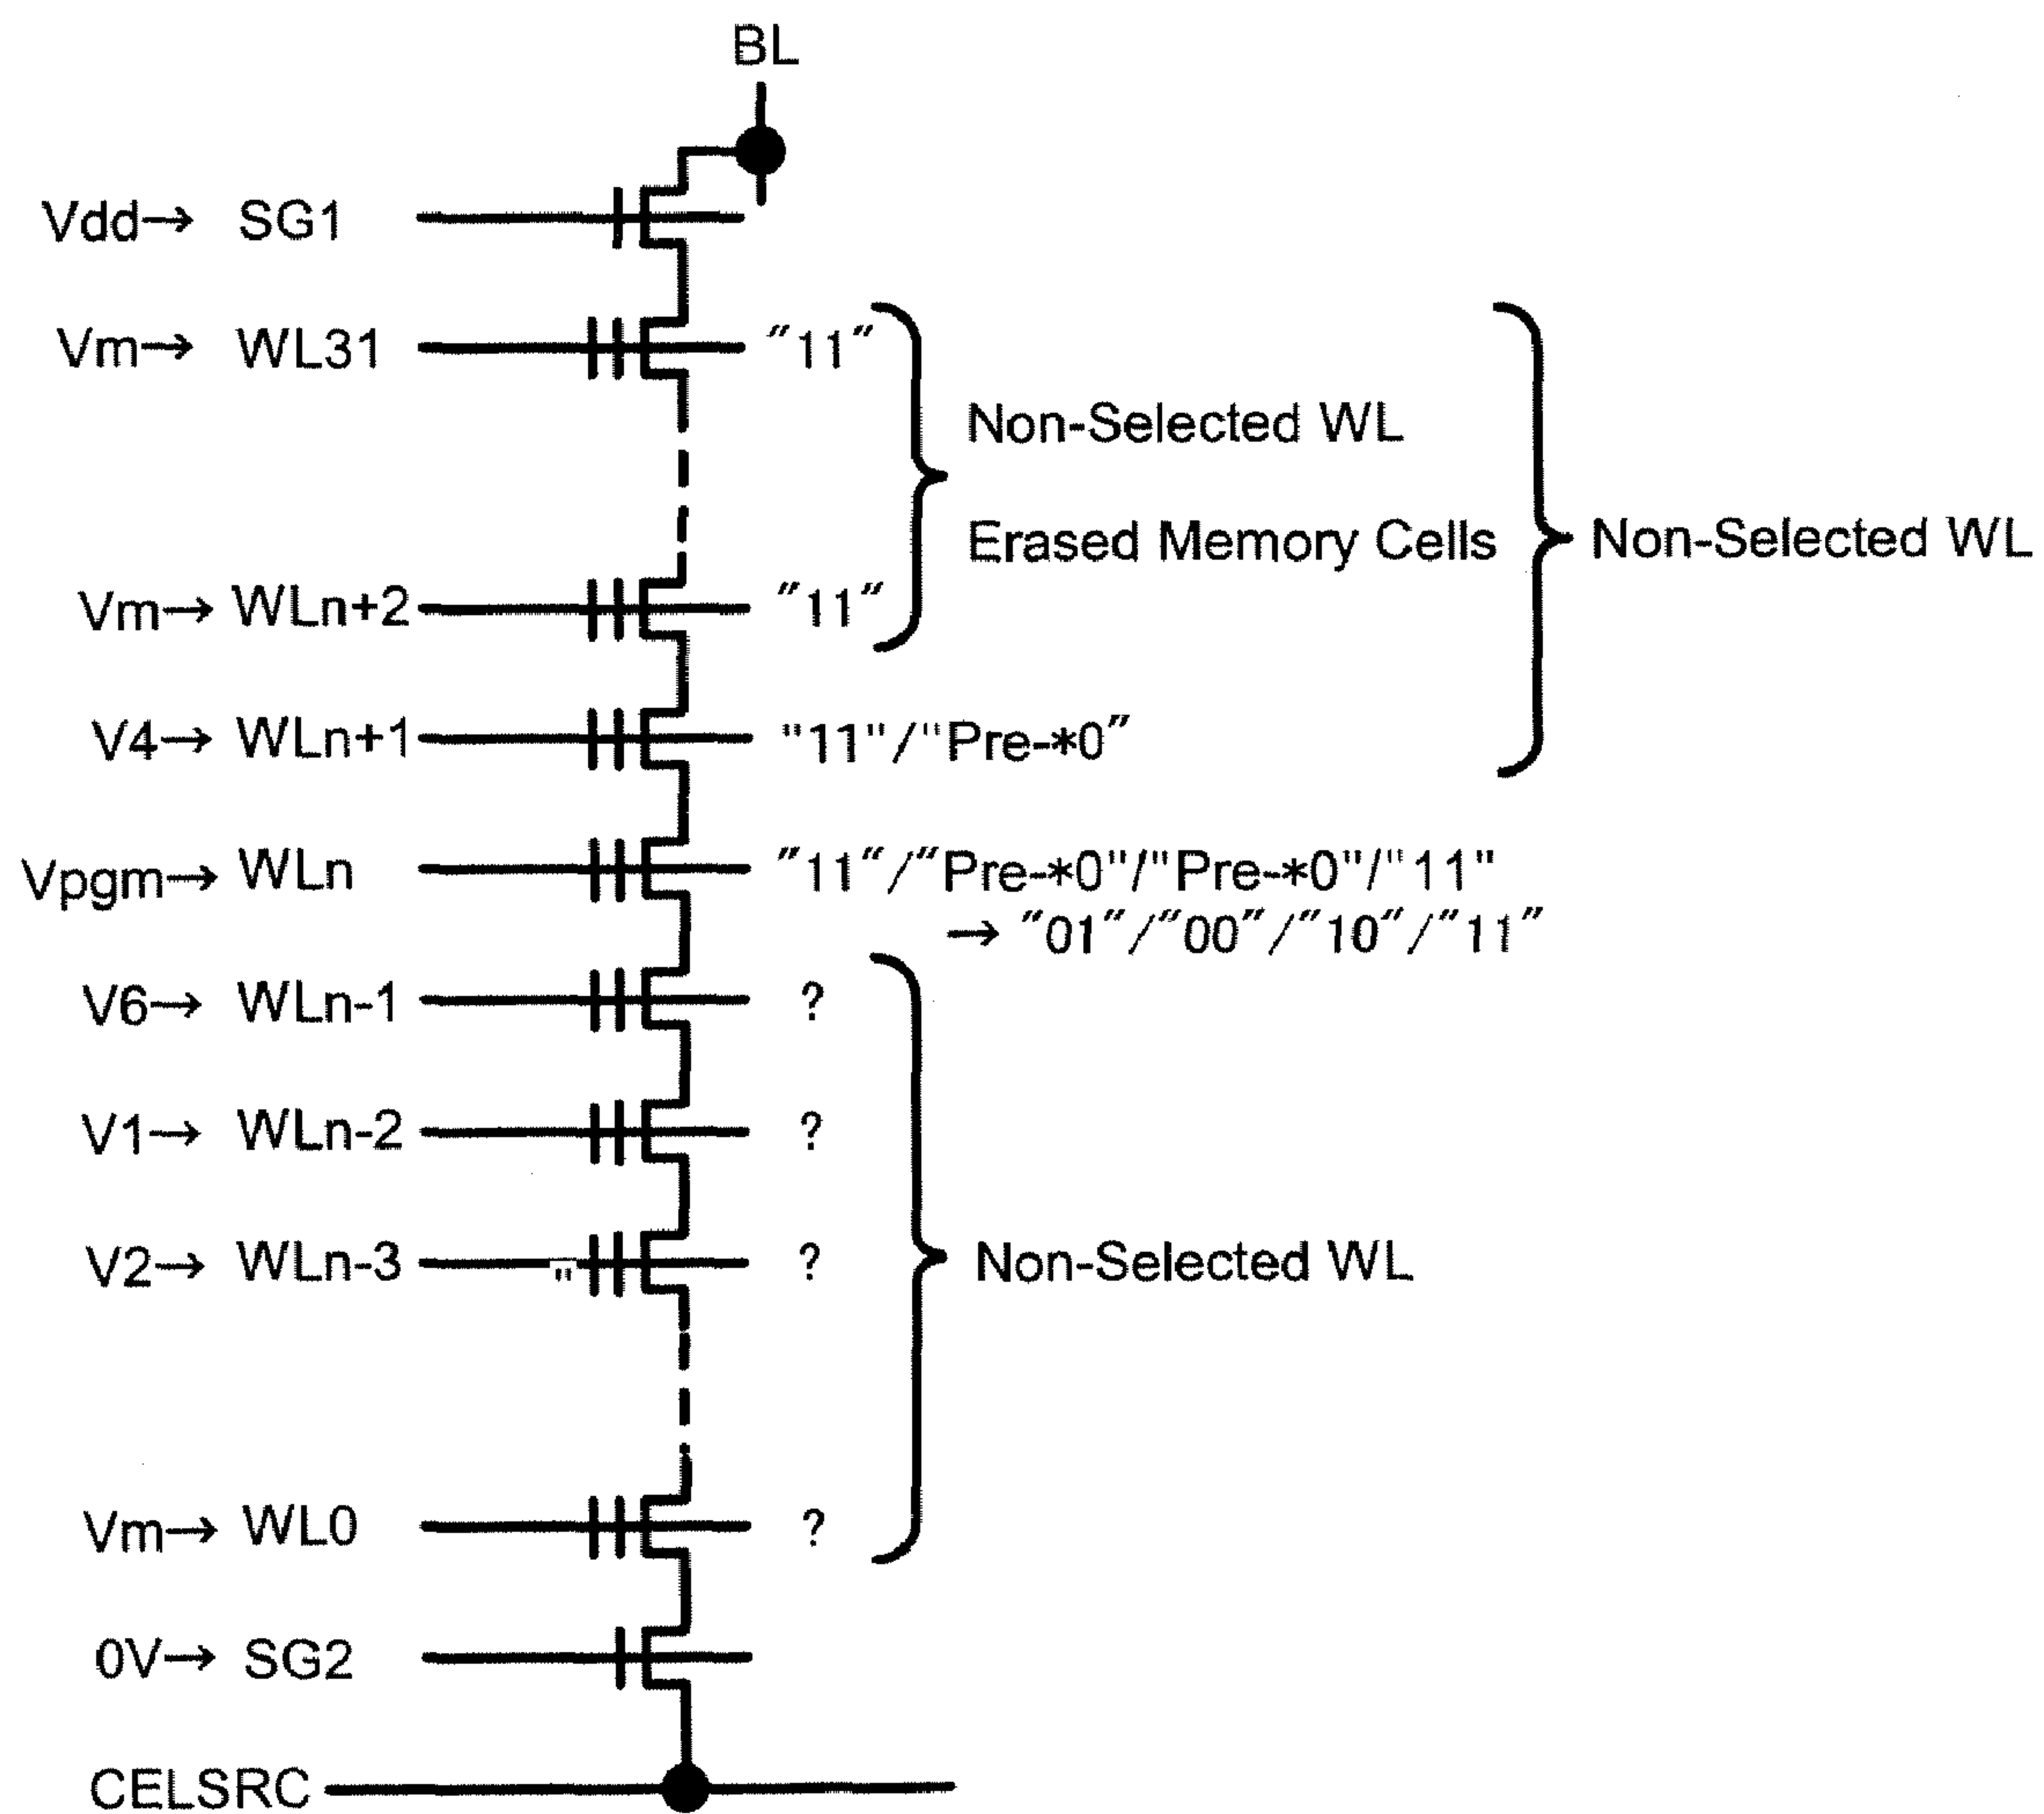 BL
Vdd→ SG1
Vm→ WL31 "11"
Non-Selected WL
Erased Memory Cells
Non-Selected WL
Vm→ WLn+2 "11"
V4→ WLn+1 "11"/"Pre-*0"
Vpgm→ WLn "11"/"Pre-*0"/"Pre-*0"/"11"
→ "01"/"00"/"10"/"11"
V6→ WLn-1 ?
V1→ WLn-2 ?
V2→ WLn-3 " ?
Non-Selected WL
Vm→ WL0 ?
0V→ SG2
CELSRC